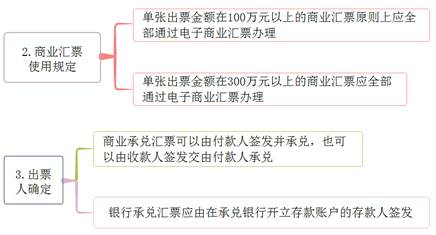 2.商业汇票
使用规定
单张出票金额在100万元以上的商业汇票原则上应全
部通过电子商业汇票办理
单张出票金额在300万元以上的商业汇票应全部
通过电子商业汇票办理
3.出票
人确定
商业承兑汇票可以由付款人签发并承兑，也可
以由收款人签发交由付款人承兑
银行承兑汇票应由在承兑银行开立存款账户的存款人签发